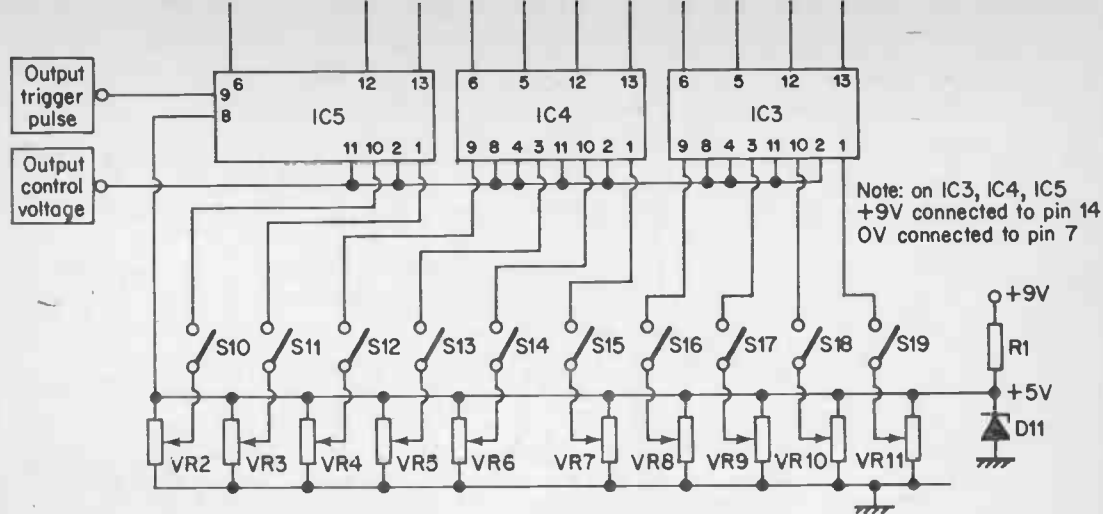 6 12 13 6 5 12 13 6 5 12 13
Output trigger pulse
9
8
IC5 IC4 IC3
11 10 2 1 9 8 4 3 11 10 2 1 9 8 4 3 11 10 2 1
Output control voltage
Note: on IC3, IC4, IC5
+9V connected to pin 14
0V connected to pin 7
+9V
S10 S11 S12 S13 S14 S15 S16 S17 S18 S19 R1
+5V
D11
VR2 VR3 VR4 VR5 VR6 VR7 VR8 VR9 VR10 VR11